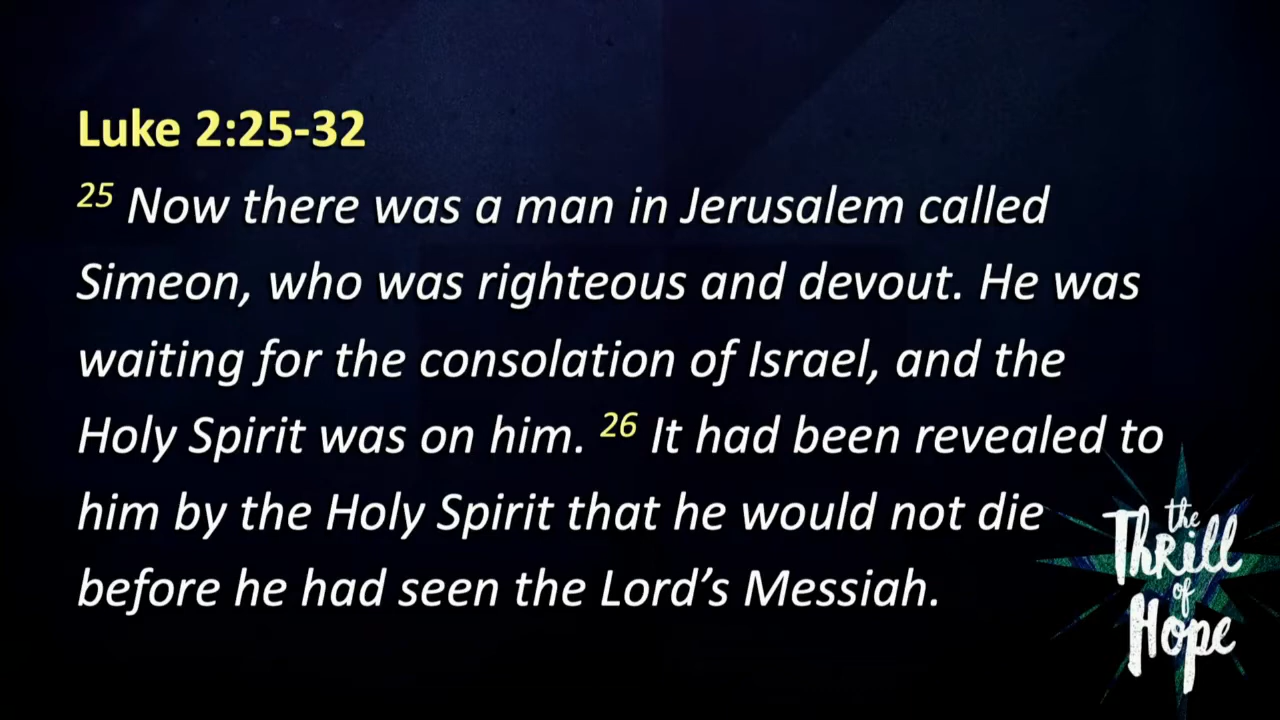 Luke 2:25-32
25 Now there was a man in Jerusalem called
Simeon, who was righteous and devout. He was
waiting for the consolation of Israel, and the
Holy Spirit was on him. 26 It had been revealed to
him by the Holy Spirit that he would not die
before he had seen the Lord’s Messiah.
the
Thrill
of
Hope